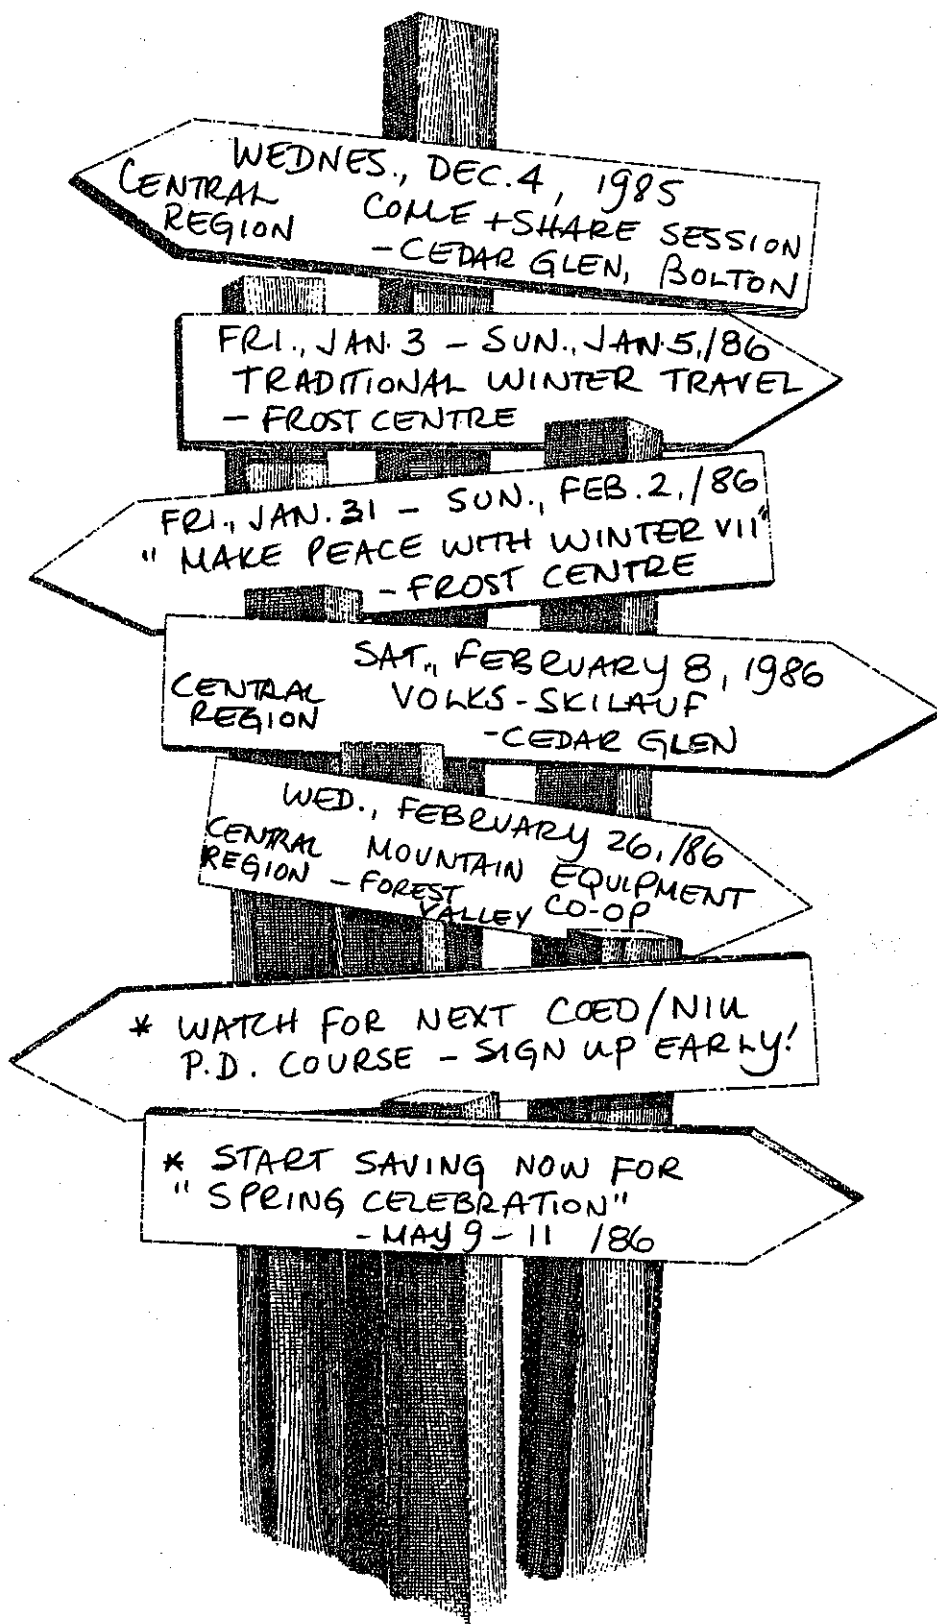 WEDNES., DEC. 4, 1985
CENTRAL REGION
COME + SHARE SESSION
- CEDAR GLEN, BOLTON
FRI., JAN. 3 - SUN., JAN. 5, /86
TRADITIONAL WINTER TRAVEL
- FROST CENTRE
FRI., JAN. 31 - SUN., FEB. 2, /86
"MAKE PEACE WITH WINTER VII"
- FROST CENTRE
SAT., FEBRUARY 8, 1986
CENTRAL REGION
VOLKS-SKILAUF
- CEDAR GLEN
WED., FEBRUARY 26, /86
CENTRAL REGION
MOUNTAIN EQUIPMENT CO-OP
- FOREST VALLEY
* WATCH FOR NEXT COEO/NIU
P.D. COURSE - SIGN UP EARLY!
* START SAVING NOW FOR
"SPRING CELEBRATION"
- MAY 9 - 11 /86